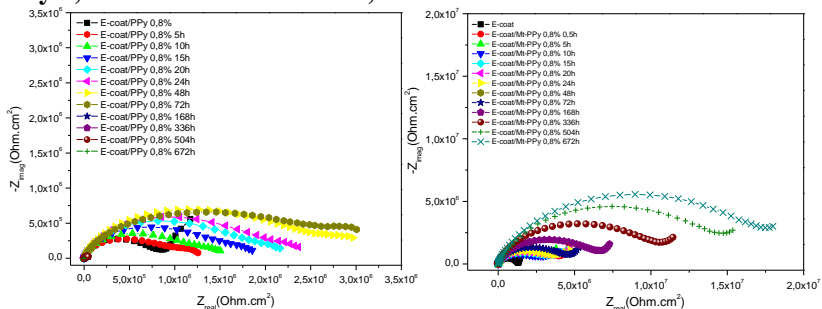 3,5x10⁶
3,0x10⁶
2,5x10⁶
2,0x10⁶
1,5x10⁶
1,0x10⁶
5,0x10⁵
0,0
-Z_imag(Ohm.cm²)
E-coat/PPy 0,8%
E-coat/PPy 0,8% 5h
E-coat/PPy 0,8% 10h
E-coat/PPy 0,8% 15h
E-coat/PPy 0,8% 20h
E-coat/PPy 0,8% 24h
E-coat/PPy 0,8% 48h
E-coat/PPy 0,8% 72h
E-coat/PPy 0,8% 168h
E-coat/PPy 0,8% 336h
E-coat/PPy 0,8% 504h
E-coat/PPy 0,8% 672h
0,0 5,0x10⁵ 1,0x10⁶ 1,5x10⁶ 2,0x10⁶ 2,5x10⁶ 3,0x10⁶ 3,5x10⁶
Z_real(Ohm.cm²)
2,0x10⁷
1,5x10⁷
1,0x10⁷
5,0x10⁶
0,0
-Z_imag(Ohm.cm²)
E-coat
E-coat/Mt-PPy 0,8% 0,5h
E-coat/Mt-PPy 0,8% 5h
E-coat/Mt-PPy 0,8% 10h
E-coat/Mt-PPy 0,8% 15h
E-coat/Mt-PPy 0,8% 20h
E-coat/Mt-PPy 0,8% 24h
E-coat/Mt-PPy 0,8% 48h
E-coat/Mt-PPy 0,8% 72h
E-coat/Mt-PPy 0,8% 168h
E-coat/Mt-PPy 0,8% 336h
E-coat/Mt-PPy 0,8% 504h
E-coat/Mt-PPy 0,8% 672h
0,0 5,0x10⁶ 1,0x10⁷ 1,5x10⁷ 2,0x10⁷
Z_real(Ohm.cm²)